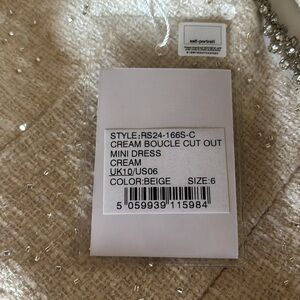 self-portrait
STYLE:RS24-166S-C
CREAM BOUCLE CUT OUT
MINI DRESS
CREAM
UK10/US06
COLOR:BEIGE SIZE:6
5 059939 115984